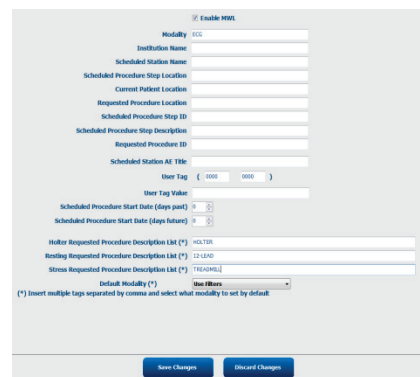 Enable MWL
Modality ECG
Institution Name
Scheduled Station Name
Scheduled Procedure Step Location
Current Patient Location
Requested Procedure Location
Scheduled Procedure Step ID
Scheduled Procedure Step Description
Requested Procedure ID
Scheduled Station AE Title
User Tag ( 0000 0000 )
User Tag Value
Scheduled Procedure Start Date (days past) 0
Scheduled Procedure Start Date (days future) 0
Holter Requested Procedure Description List (*) HOLTER
Resting Requested Procedure Description List (*) 12-LEAD
Stress Requested Procedure Description List (*) TREADMILL
Default Modality (*) Use Filters
(*) Insert multiple tags separated by comma and select what modality to set by default
Save Changes Discard Changes